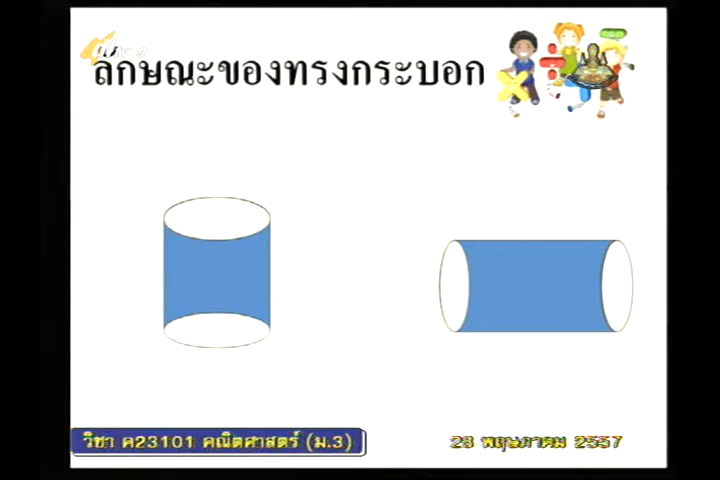 ลักษณะของทรงกระบอก
วิชา ค23101 คณิตศาสตร์ (ม.3)
23 พฤษภาคม 2557